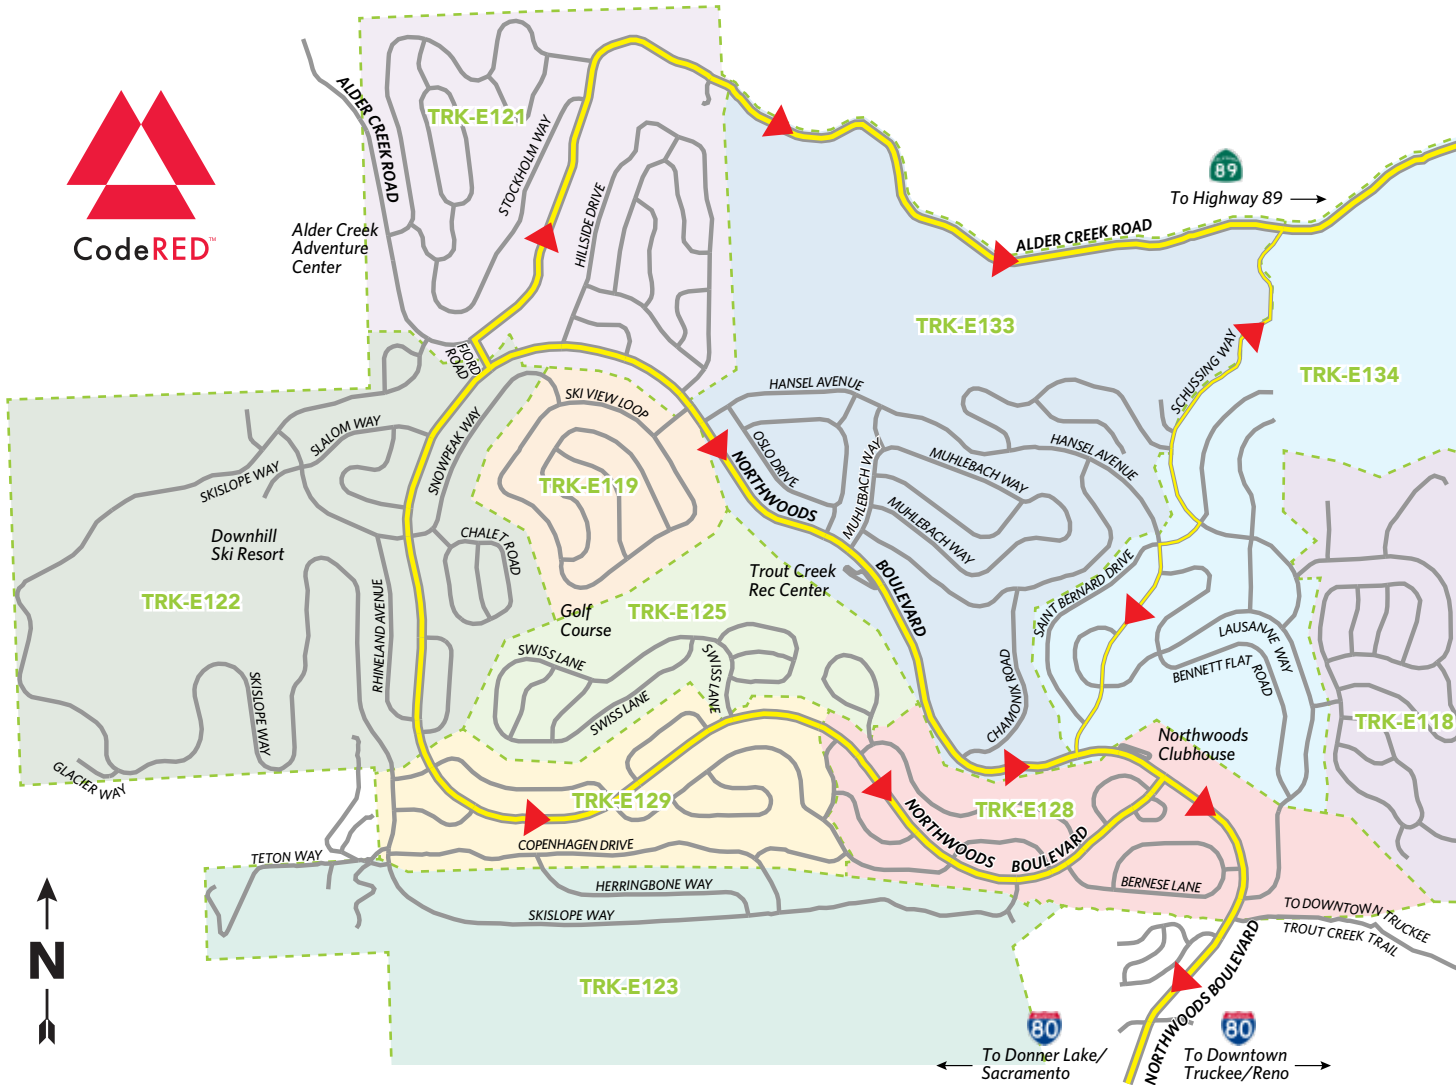 CodeRED™
ALDER CREEK ROAD
TRK-E121
STOCKHOLM WAY
HILLSIDE DRIVE
Alder Creek
Adventure
Center
89
To Highway 89
ALDER CREEK ROAD
TRK-E133
SCHUSSING WAY
TRK-E134
FJORD
ROAD
SKI VIEW LOOP
HANSEL AVENUE
OSLO DRIVE
MUHLEBACH WAY
MUHLEBACH WAY
MUHLEBACH WAY
HANSEL AVENUE
SLALOM WAY
SKISLOPE WAY
SNOWPEAK WAY
TRK-E119
NORTHWOODS
BOULEVARD
Downhill
Ski Resort
CHALET ROAD
TRK-E122
RHINELAND AVENUE
Trout Creek
Rec Center
Golf
Course
TRK-E125
SAINT BERNARD DRIVE
LAUSANNE WAY
BENNETT FLAT
ROAD
CHAMONIX ROAD
SWISS LANE
SWISS LANE
SWISS LANE
SKISLOPE WAY
GLACIER WAY
TRK-E118
Northwoods
Clubhouse
TRK-E129
TRK-E128
NORTHWOODS
BOULEVARD
COPENHAGEN DRIVE
TETON WAY
HERRINGBONE WAY
SKISLOPE WAY
BERNESE LANE
TO DOWNTOWN TRUCKEE
TROUT CREEK TRAIL
NORTHWOODS BOULEVARD
N
TRK-E123
80
To Donner Lake/
Sacramento
80
To Downtown
Truckee/Reno